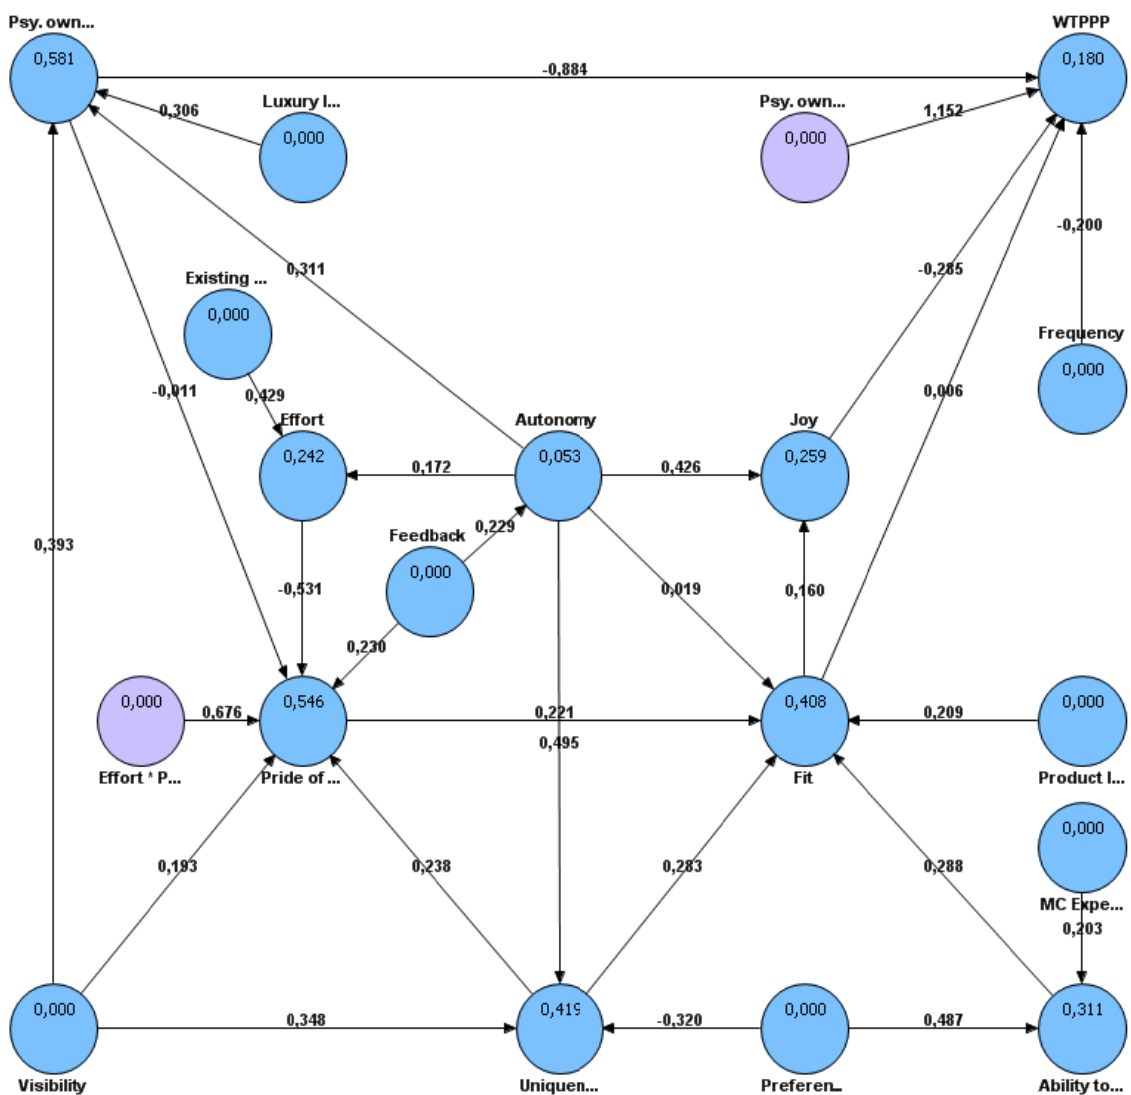 Psy. own...
WTPPP
0,581
0,180
-0,884
Luxury I...
Psy. own...
0,306
1,152
0,000
0,000
-0,200
0,311
-0,285
Existing ...
0,000
Frequency
0,000
-0,011
0,429
0,006
Effort
Autonomy
Joy
0,242
0,053
0,259
0,172
0,426
0,229
Feedback
0,393
0,000
-0,531
0,019
0,160
0,230
0,000
0,546
0,408
0,000
0,676
0,221
0,209
0,495
Effort * P...
Pride of ...
Fit
Product I...
0,000
0,193
0,238
0,283
0,288
MC Expe...
0,203
0,000
0,419
0,000
0,311
0,348
-0,320
0,487
Visibility
Uniquen...
Preferen...
Ability to...